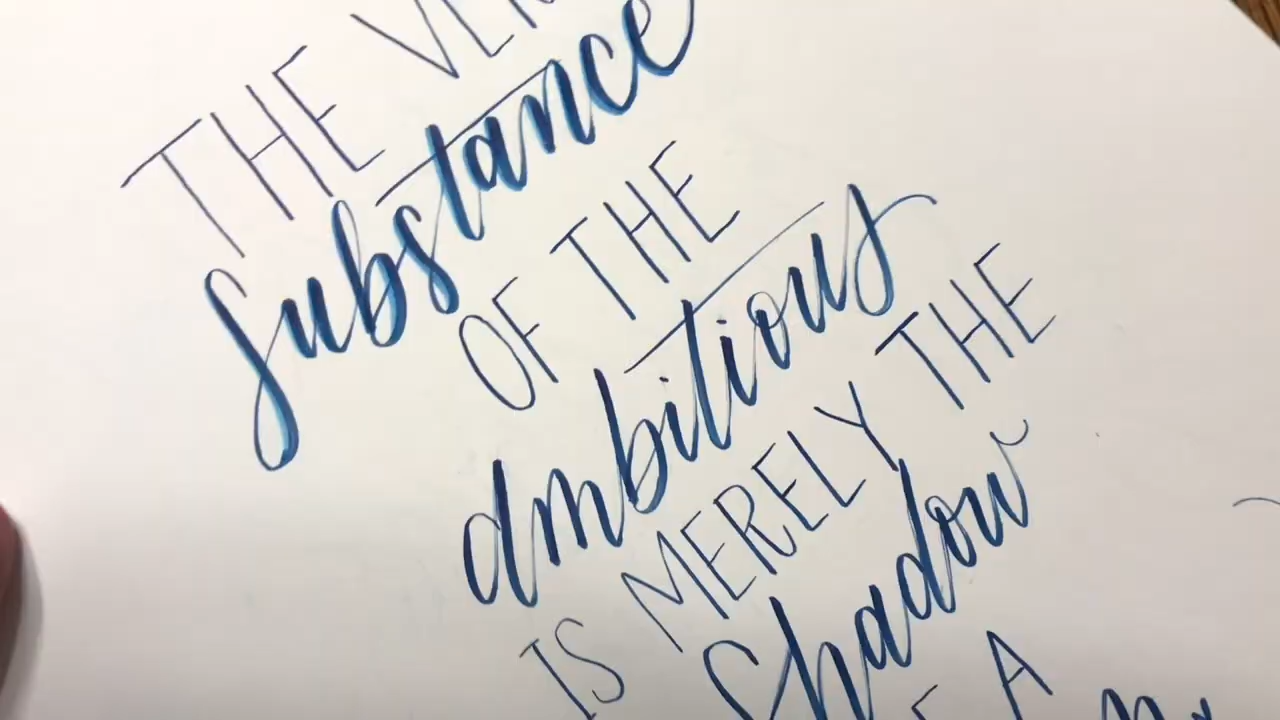 THE
substance
OF THE
ambitious
IS MERELY THE
shadow
A